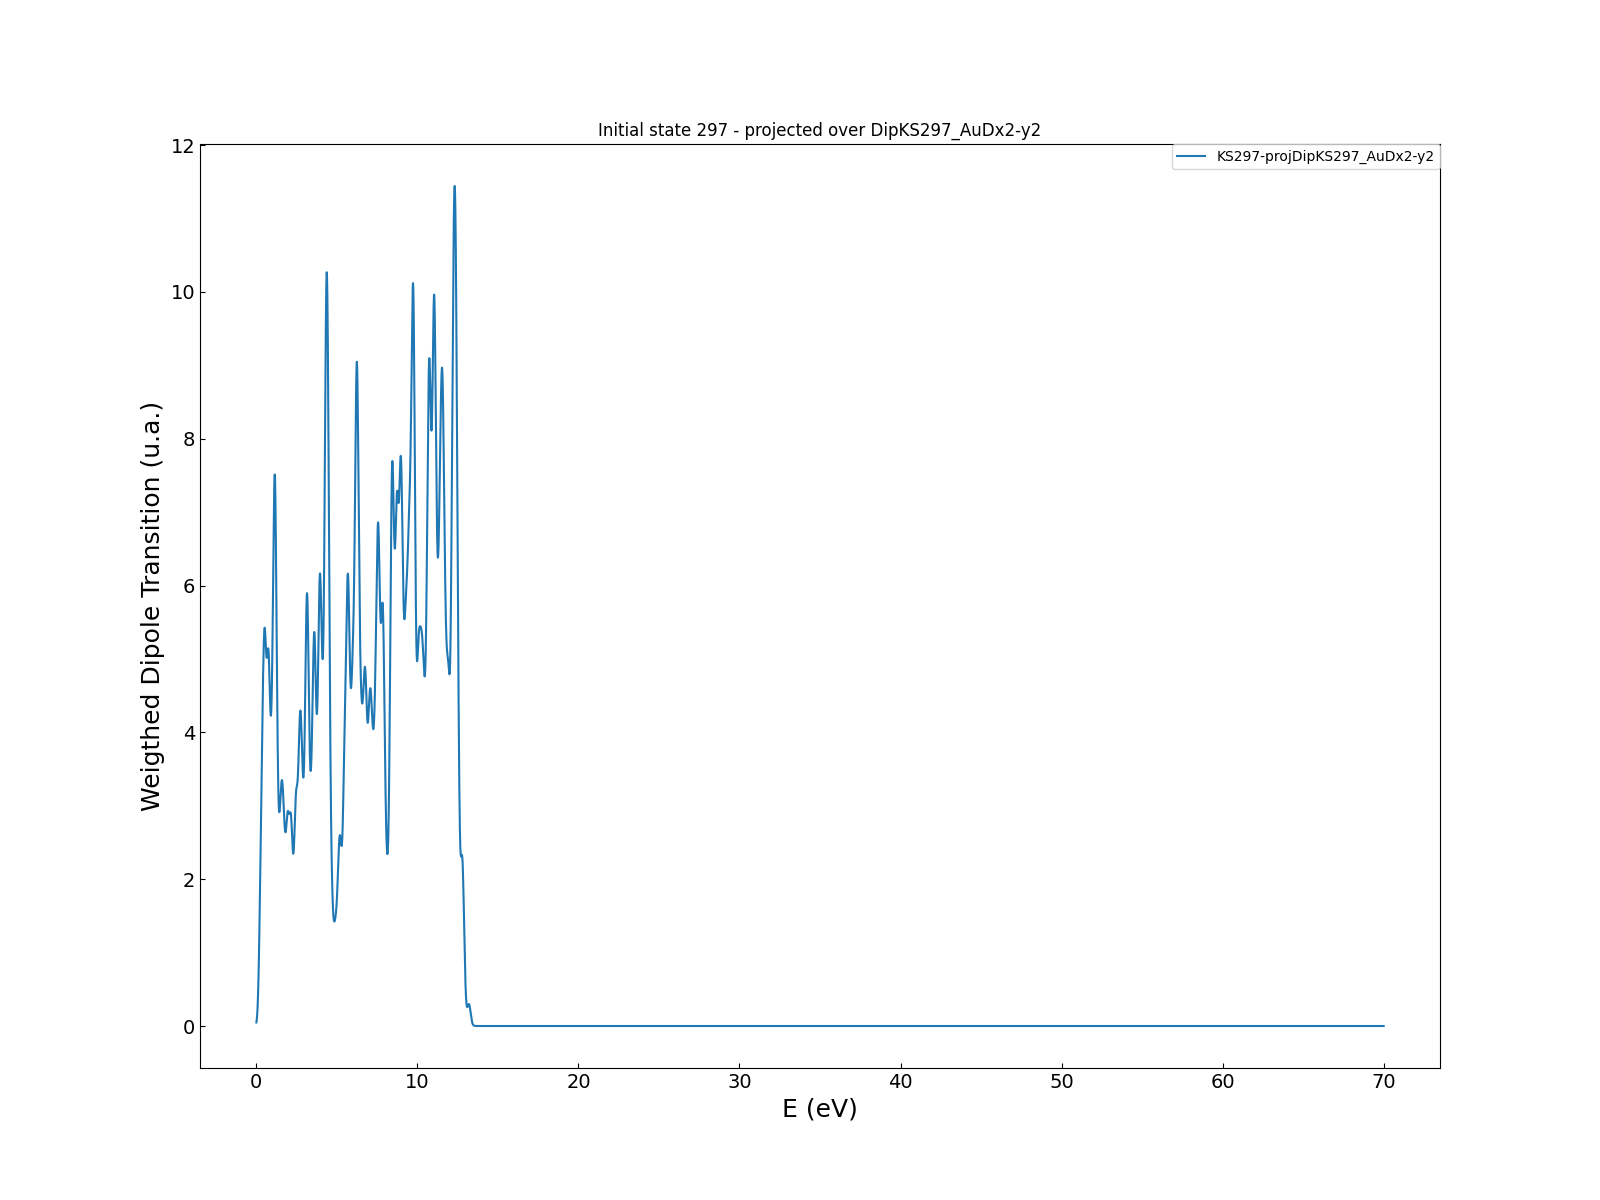 Initial state 297 - projected over DipKS297_AuDx2-y2
KS297-projDipKS297_AuDx2-y2
Weigthed Dipole Transition (u.a.)
12
10
8
6
4
2
0
0 10 20 30 40 50 60 70
E (eV)